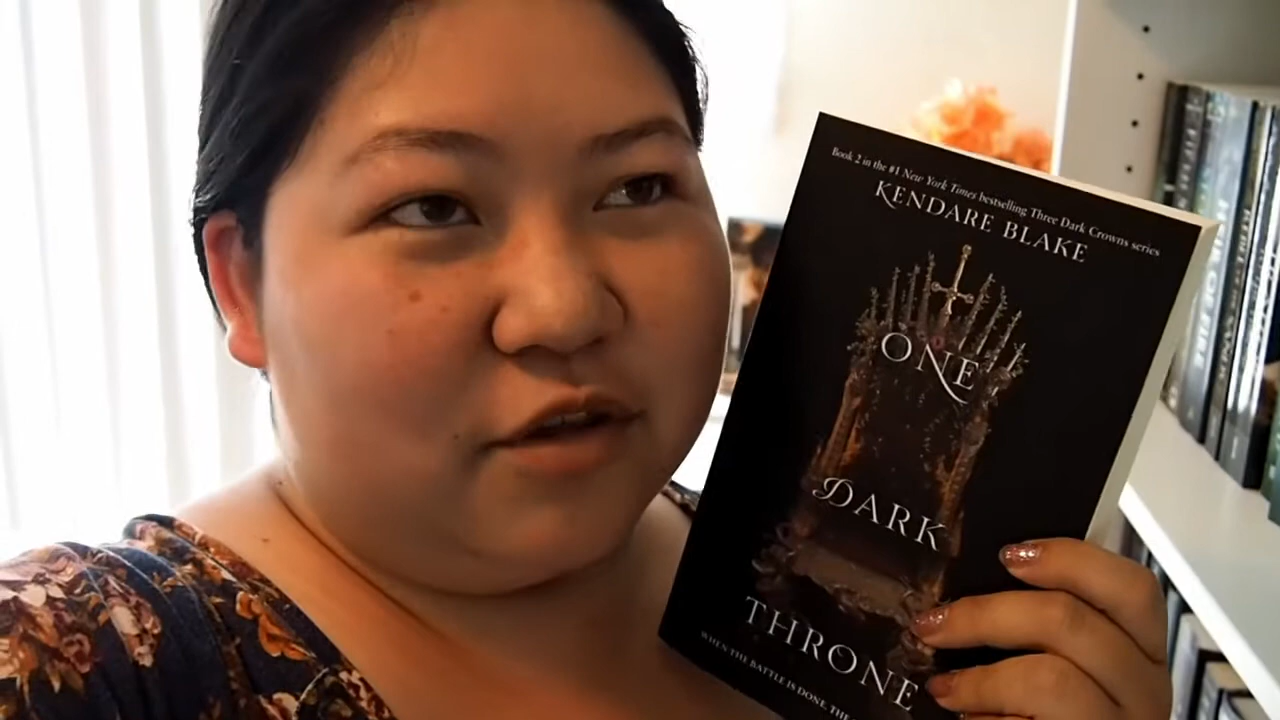 Book 2 in the #1 New York Times bestselling Three Dark Crowns series
KENDARE BLAKE
ONE
DARK
THRONE
WHEN THE BATTLE IS DONE, THE